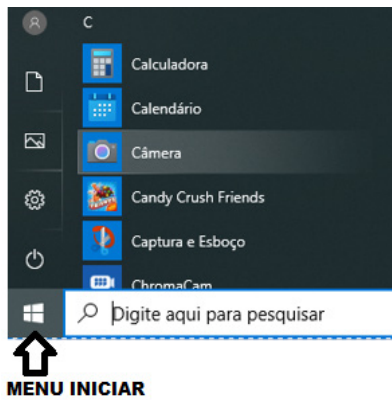 C
Calculadora
Calendário
Câmera
Candy Crush Friends
Captura e Esboço
ChromaCam
Digite aqui para pesquisar
MENU INICIAR